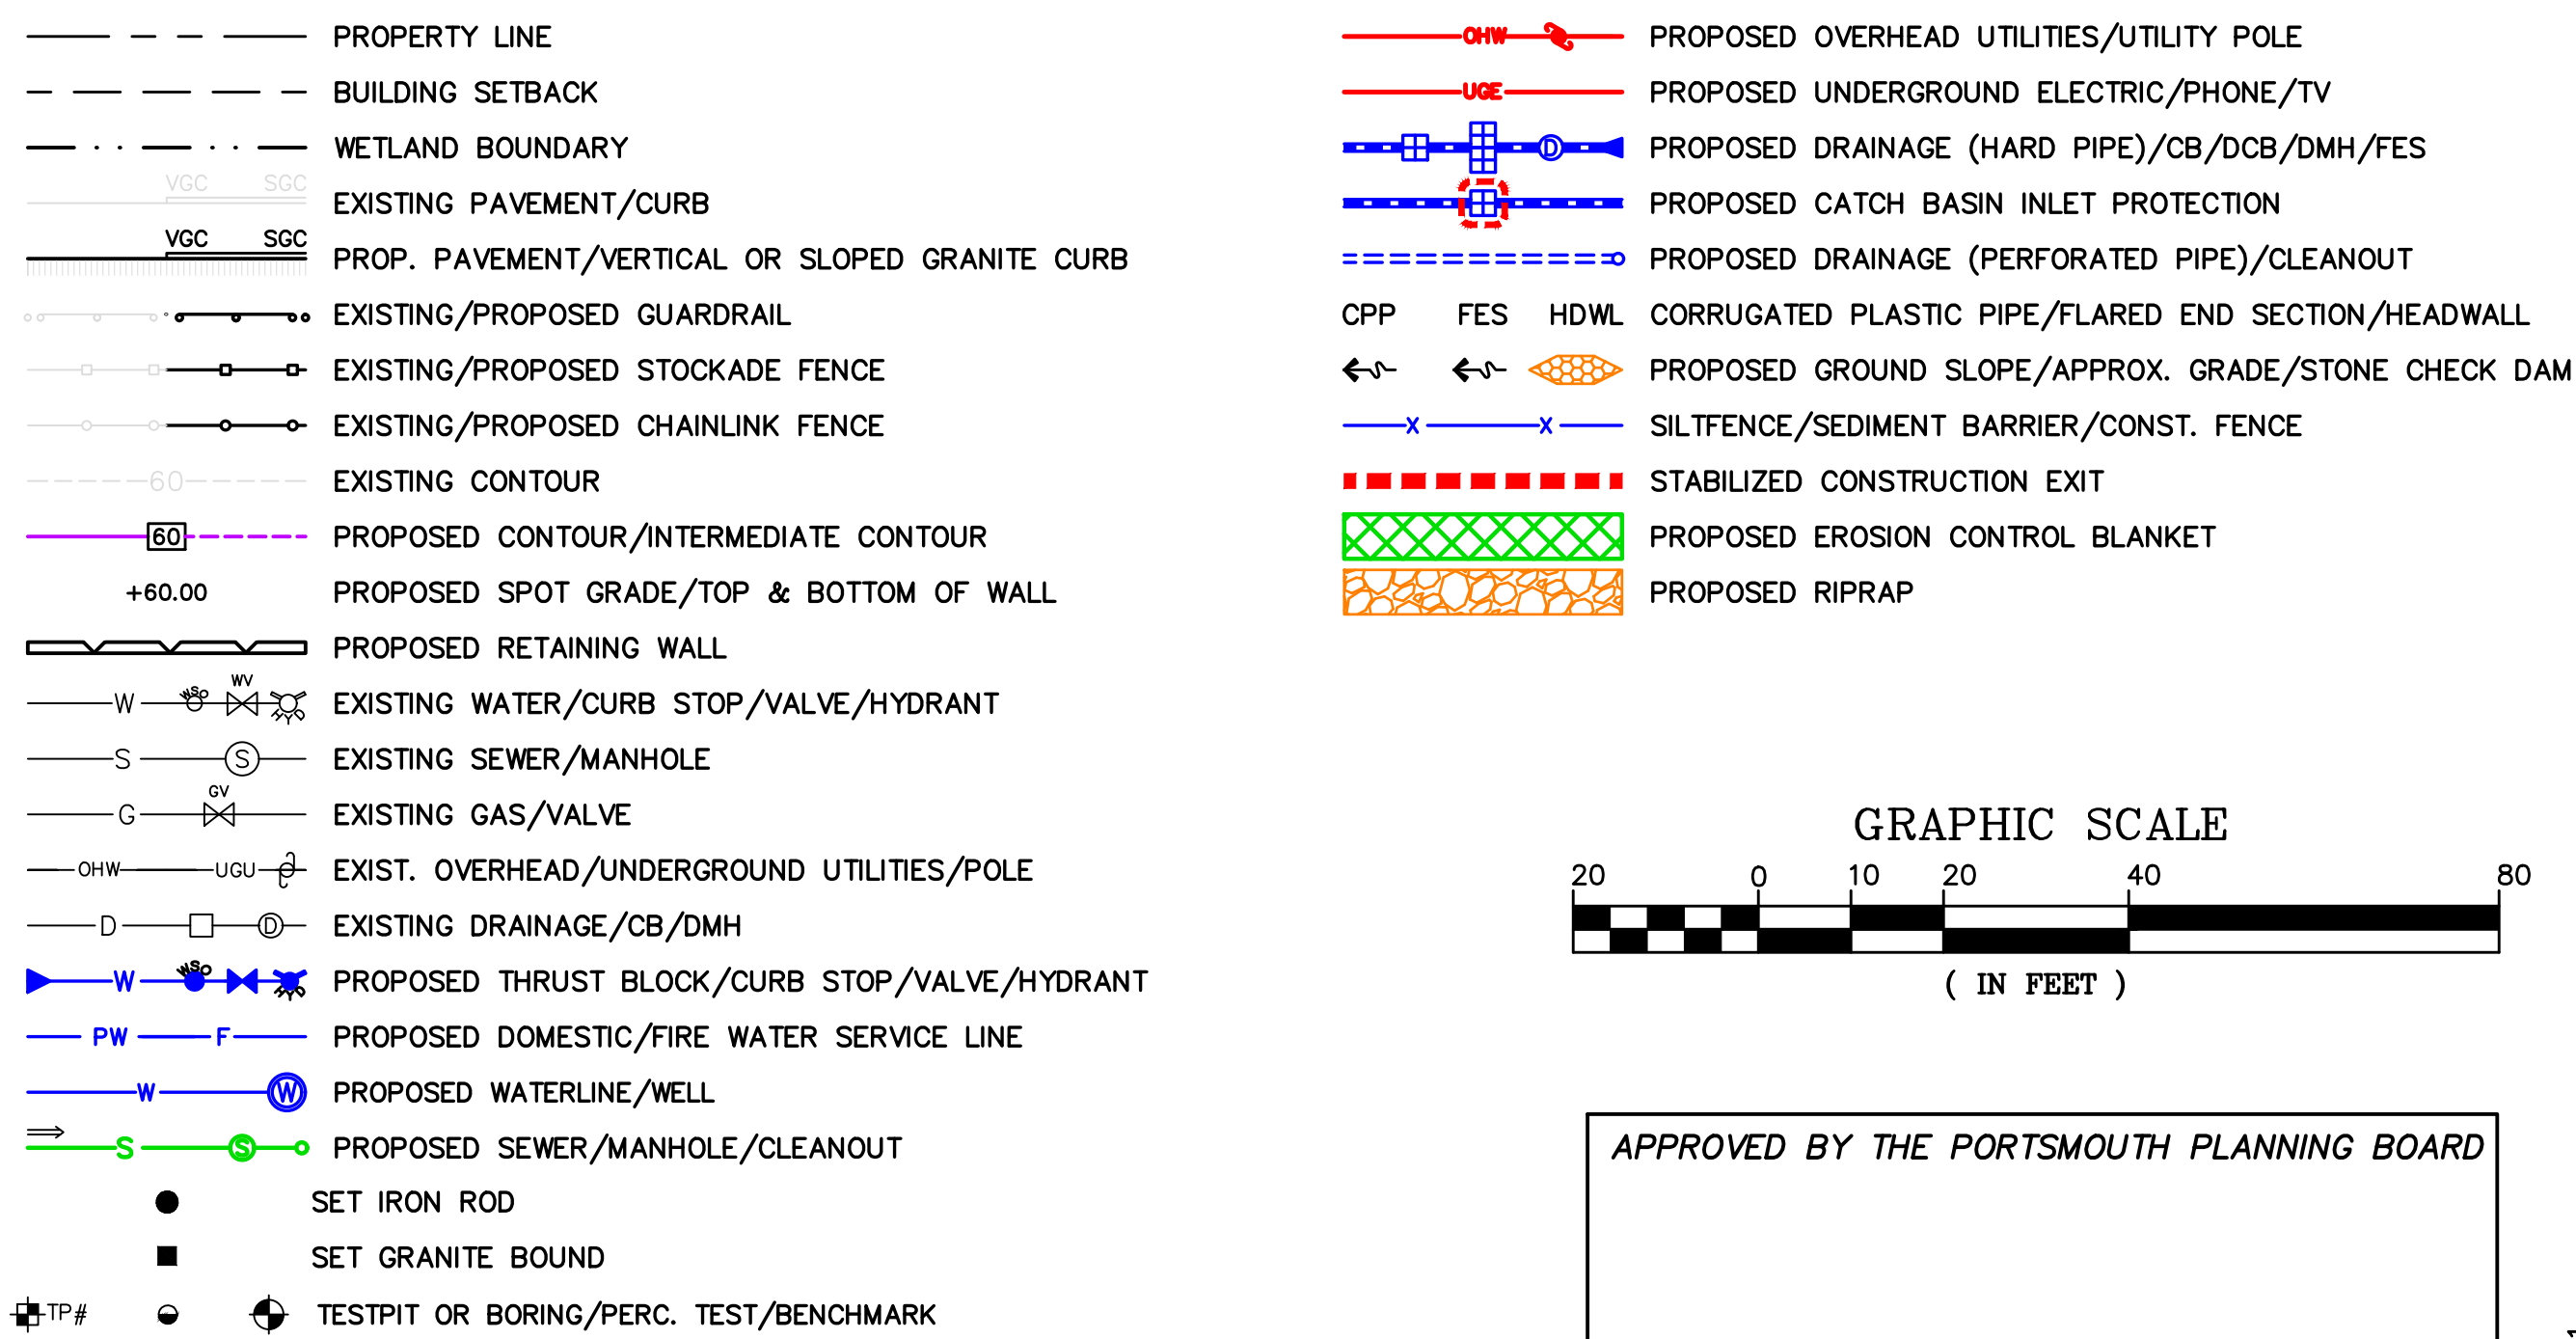 PROPERTY LINE
BUILDING SETBACK
WETLAND BOUNDARY
VGC SGC
EXISTING PAVEMENT/CURB
VGC SGC
PROP. PAVEMENT/VERTICAL OR SLOPED GRANITE CURB
EXISTING/PROPOSED GUARDRAIL
EXISTING/PROPOSED STOCKADE FENCE
EXISTING/PROPOSED CHAINLINK FENCE
60 EXISTING CONTOUR
60 PROPOSED CONTOUR/INTERMEDIATE CONTOUR
+60.00 PROPOSED SPOT GRADE/TOP & BOTTOM OF WALL
PROPOSED RETAINING WALL
W WSO WV HYD EXISTING WATER/CURB STOP/VALVE/HYDRANT
S S EXISTING SEWER/MANHOLE
G GV EXISTING GAS/VALVE
OHW UGU EXIST. OVERHEAD/UNDERGROUND UTILITIES/POLE
D D EXISTING DRAINAGE/CB/DMH
W WSO HYD PROPOSED THRUST BLOCK/CURB STOP/VALVE/HYDRANT
PW F PROPOSED DOMESTIC/FIRE WATER SERVICE LINE
W W PROPOSED WATERLINE/WELL
S S PROPOSED SEWER/MANHOLE/CLEANOUT
SET IRON ROD
SET GRANITE BOUND
TP# TESTPIT OR BORING/PERC. TEST/BENCHMARK
OHW PROPOSED OVERHEAD UTILITIES/UTILITY POLE
UGE PROPOSED UNDERGROUND ELECTRIC/PHONE/TV
D PROPOSED DRAINAGE (HARD PIPE)/CB/DCB/DMH/FES
PROPOSED CATCH BASIN INLET PROTECTION
PROPOSED DRAINAGE (PERFORATED PIPE)/CLEANOUT
CPP FES HDWL CORRUGATED PLASTIC PIPE/FLARED END SECTION/HEADWALL
PROPOSED GROUND SLOPE/APPROX. GRADE/STONE CHECK DAM
X X SILTFENCE/SEDIMENT BARRIER/CONST. FENCE
STABILIZED CONSTRUCTION EXIT
PROPOSED EROSION CONTROL BLANKET
PROPOSED RIPRAP
GRAPHIC SCALE
20 0 10 20 40 80
( IN FEET )
APPROVED BY THE PORTSMOUTH PLANNING BOARD